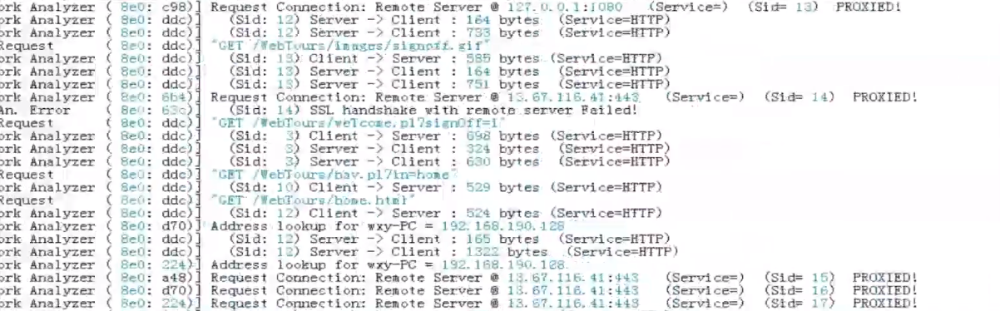 ork Analyzer ( 8e0: c98)] Request Connection: Remote Server @ 127.0.0.1:1080 (Service=) (Sid= 13) PROXIED!
ork Analyzer ( 8e0: ddc)] (Sid: 12) Server -> Client : 164 bytes (Service=HTTP)
ork Analyzer ( 8e0: ddc)] (Sid: 12) Server -> Client : 733 bytes (Service=HTTP)
Request ( 8e0: ddc)] "GET /WebTours/images/signoff.gif"
ork Analyzer ( 8e0: ddc)] (Sid: 13) Client -> Server : 585 bytes (Service=HTTP)
ork Analyzer ( 8e0: ddc)] (Sid: 13) Server -> Client : 164 bytes (Service=HTTP)
ork Analyzer ( 8e0: ddc)] (Sid: 13) Server -> Client : 751 bytes (Service=HTTP)
ork Analyzer ( 8e0: 6b4)] Request Connection: Remote Server @ 13.67.116.41:443 (Service=) (Sid= 14) PROXIED!
An. Error ( 8e0: 63c)] (Sid: 14) SSL handshake with remote server Failed!
Request ( 8e0: ddc)] "GET /WebTours/welcome.pl?signOff=1"
ork Analyzer ( 8e0: ddc)] (Sid: 3) Client -> Server : 698 bytes (Service=HTTP)
ork Analyzer ( 8e0: ddc)] (Sid: 3) Server -> Client : 324 bytes (Service=HTTP)
ork Analyzer ( 8e0: ddc)] (Sid: 3) Server -> Client : 630 bytes (Service=HTTP)
Request ( 8e0: ddc)] "GET /WebTours/nav.pl?in=home"
ork Analyzer ( 8e0: ddc)] (Sid: 10) Client -> Server : 529 bytes (Service=HTTP)
Request ( 8e0: ddc)] "GET /WebTours/home.html"
ork Analyzer ( 8e0: ddc)] (Sid: 12) Client -> Server : 524 bytes (Service=HTTP)
ork Analyzer ( 8e0: d70)] Address lookup for wxy-PC = 192.168.190.128
ork Analyzer ( 8e0: ddc)] (Sid: 12) Server -> Client : 165 bytes (Service=HTTP)
ork Analyzer ( 8e0: ddc)] (Sid: 12) Server -> Client : 1322 bytes (Service=HTTP)
ork Analyzer ( 8e0: 224)] Address lookup for wxy-PC = 192.168.190.128
ork Analyzer ( 8e0: a48)] Request Connection: Remote Server @ 13.67.116.41:443 (Service=) (Sid= 15) PROXIED!
ork Analyzer ( 8e0: d70)] Request Connection: Remote Server @ 13.67.116.41:443 (Service=) (Sid= 16) PROXIED!
ork Analyzer ( 8e0: 224)] Request Connection: Remote Server @ 13.67.116.41:443 (Service=) (Sid= 17) PROXIED!